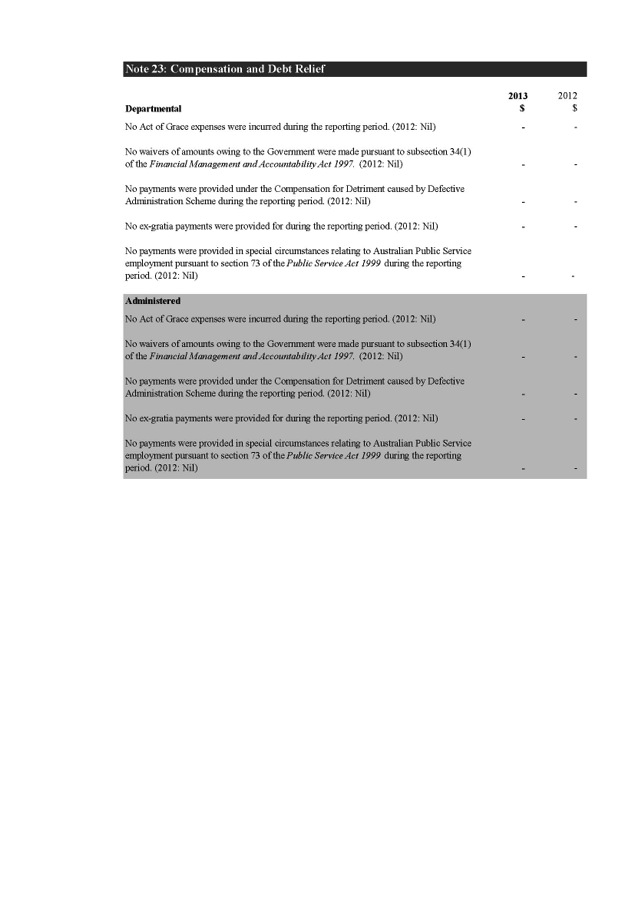 Note 23: Compensation and Debt Relief
2013 2012
Departmental $ $
No Act of Grace expenses were incurred during the reporting period. (2012: Nil) - -
No waivers of amounts owing to the Government were made pursuant to subsection 34(1)
of the Financial Management and Accountability Act 1997. (2012: Nil) - -
No payments were provided under the Compensation for Detriment caused by Defective
Administration Scheme during the reporting period. (2012: Nil) - -
No ex-gratia payments were provided for during the reporting period. (2012: Nil) - -
No payments were provided in special circumstances relating to Australian Public Service
employment pursuant to section 73 of the Public Service Act 1999 during the reporting
period. (2012: Nil) - -
Administered
No Act of Grace expenses were incurred during the reporting period. (2012: Nil) - -
No waivers of amounts owing to the Government were made pursuant to subsection 34(1)
of the Financial Management and Accountability Act 1997. (2012: Nil) - -
No payments were provided under the Compensation for Detriment caused by Defective
Administration Scheme during the reporting period. (2012: Nil) - -
No ex-gratia payments were provided for during the reporting period. (2012: Nil) - -
No payments were provided in special circumstances relating to Australian Public Service
employment pursuant to section 73 of the Public Service Act 1999 during the reporting
period. (2012: Nil) - -